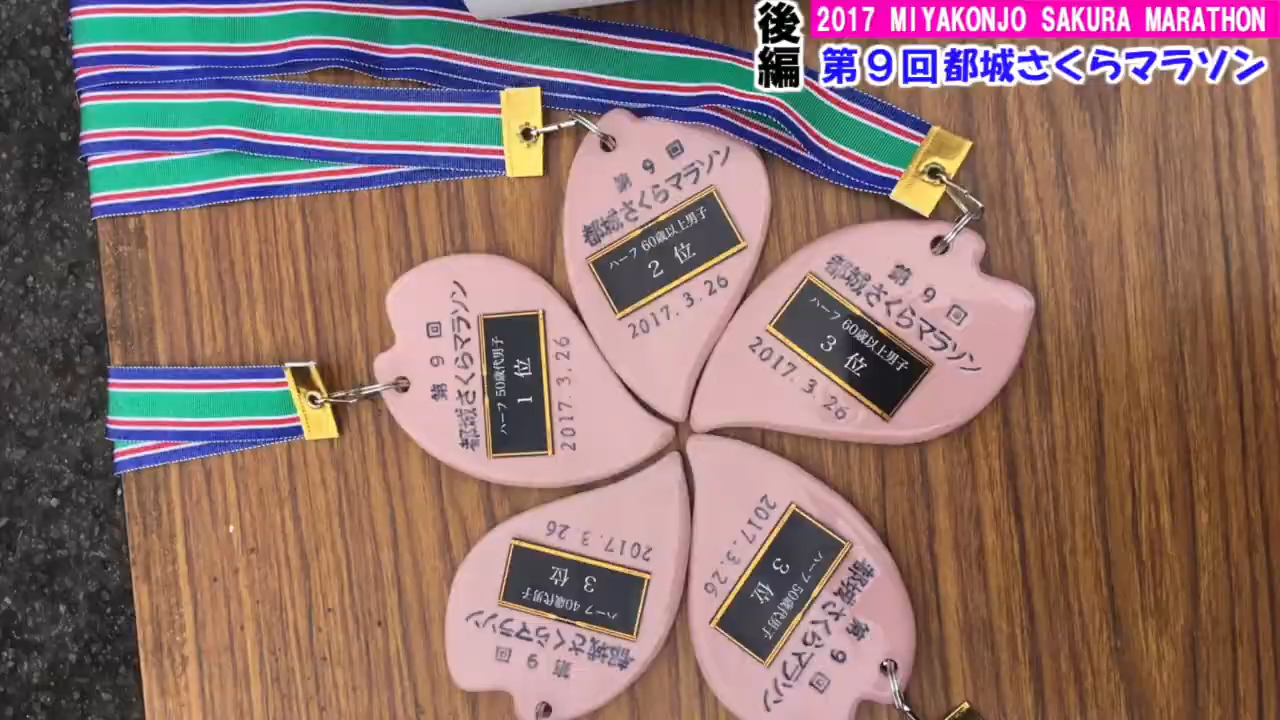 後編
2017 MIYAKONJO SAKURA MARATHON
第９回都城さくらマラソン
第 9 回
都城さくらマラソン
ハーフ 60歳以上男子
2 位
2017.3.26
第 9 回
都城さくらマラソン
ハーフ 60歳以上男子
3 位
2017.3.26
第 9 回
都城さくらマラソン
ハーフ 50歳代男子
1 位
2017.3.26
第 9 回
都城さくらマラソン
ハーフ 40歳代男子
3 位
2017.3.26
第 9 回
都城さくらマラソン
ハーフ 50歳代男子
3 位
2017.3.26